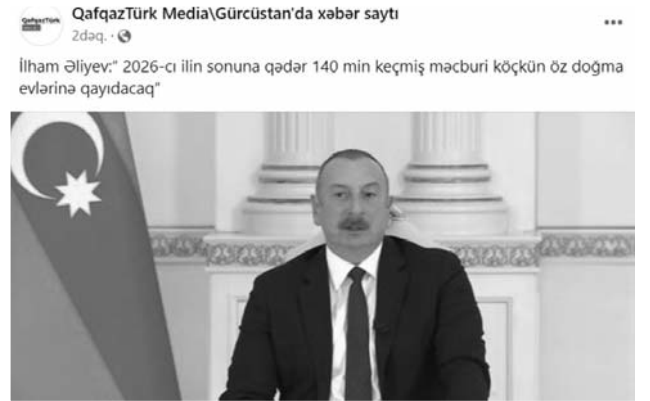 QafqazTürk
QafqazTürk Media\Gürcüstan'da xəbər saytı
2dəq. ·
İlham Əliyev:“ 2026-cı ilin sonuna qədər 140 min keçmiş məcburi köçkün öz doğma
evlərinə qayıdacaq“